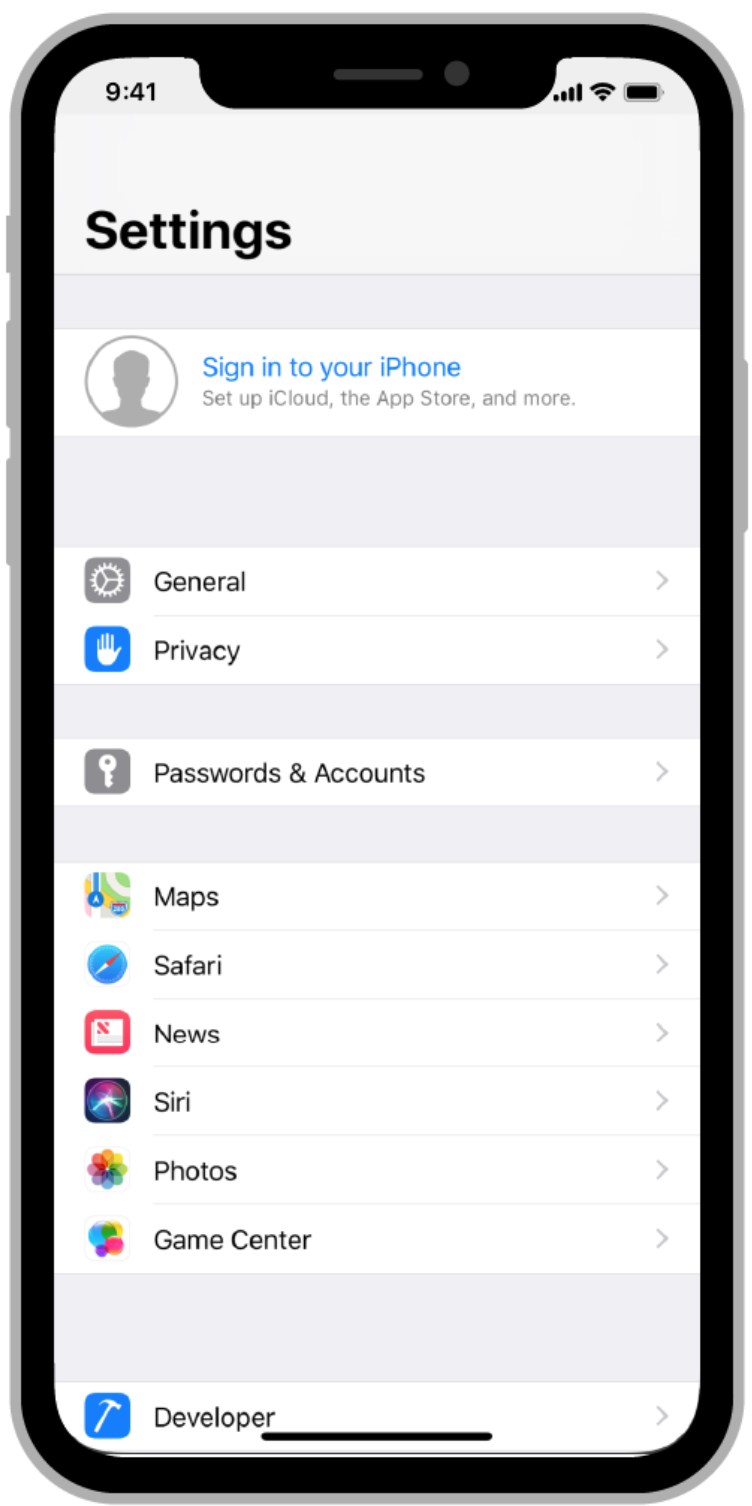 9:41
Settings
Sign in to your iPhone
Set up iCloud, the App Store, and more.
General
Privacy
Passwords & Accounts
Maps
Safari
News
Siri
Photos
Game Center
Developer